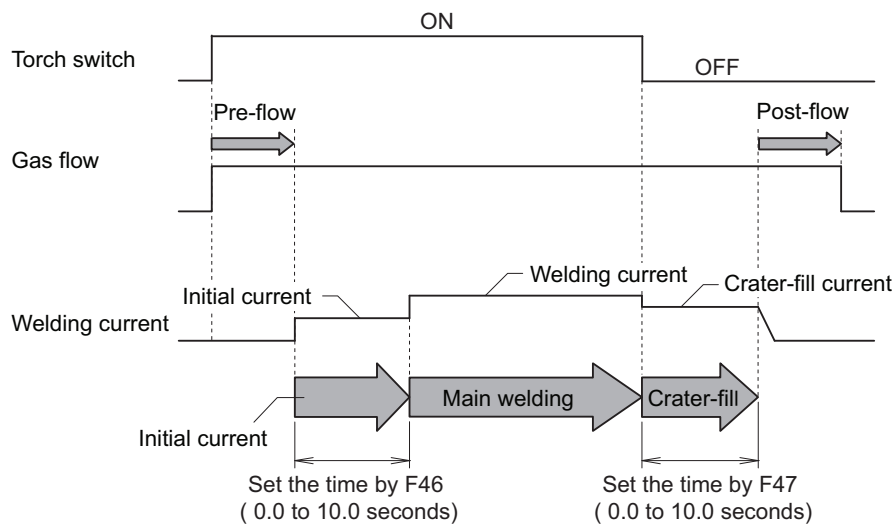 ON
Torch switch
OFF
Pre-flow
Post-flow
Gas flow
Welding current
Initial current
Crater-fill current
Welding current
Main welding
Crater-fill
Initial current
Set the time by F46
( 0.0 to 10.0 seconds)
Set the time by F47
( 0.0 to 10.0 seconds)